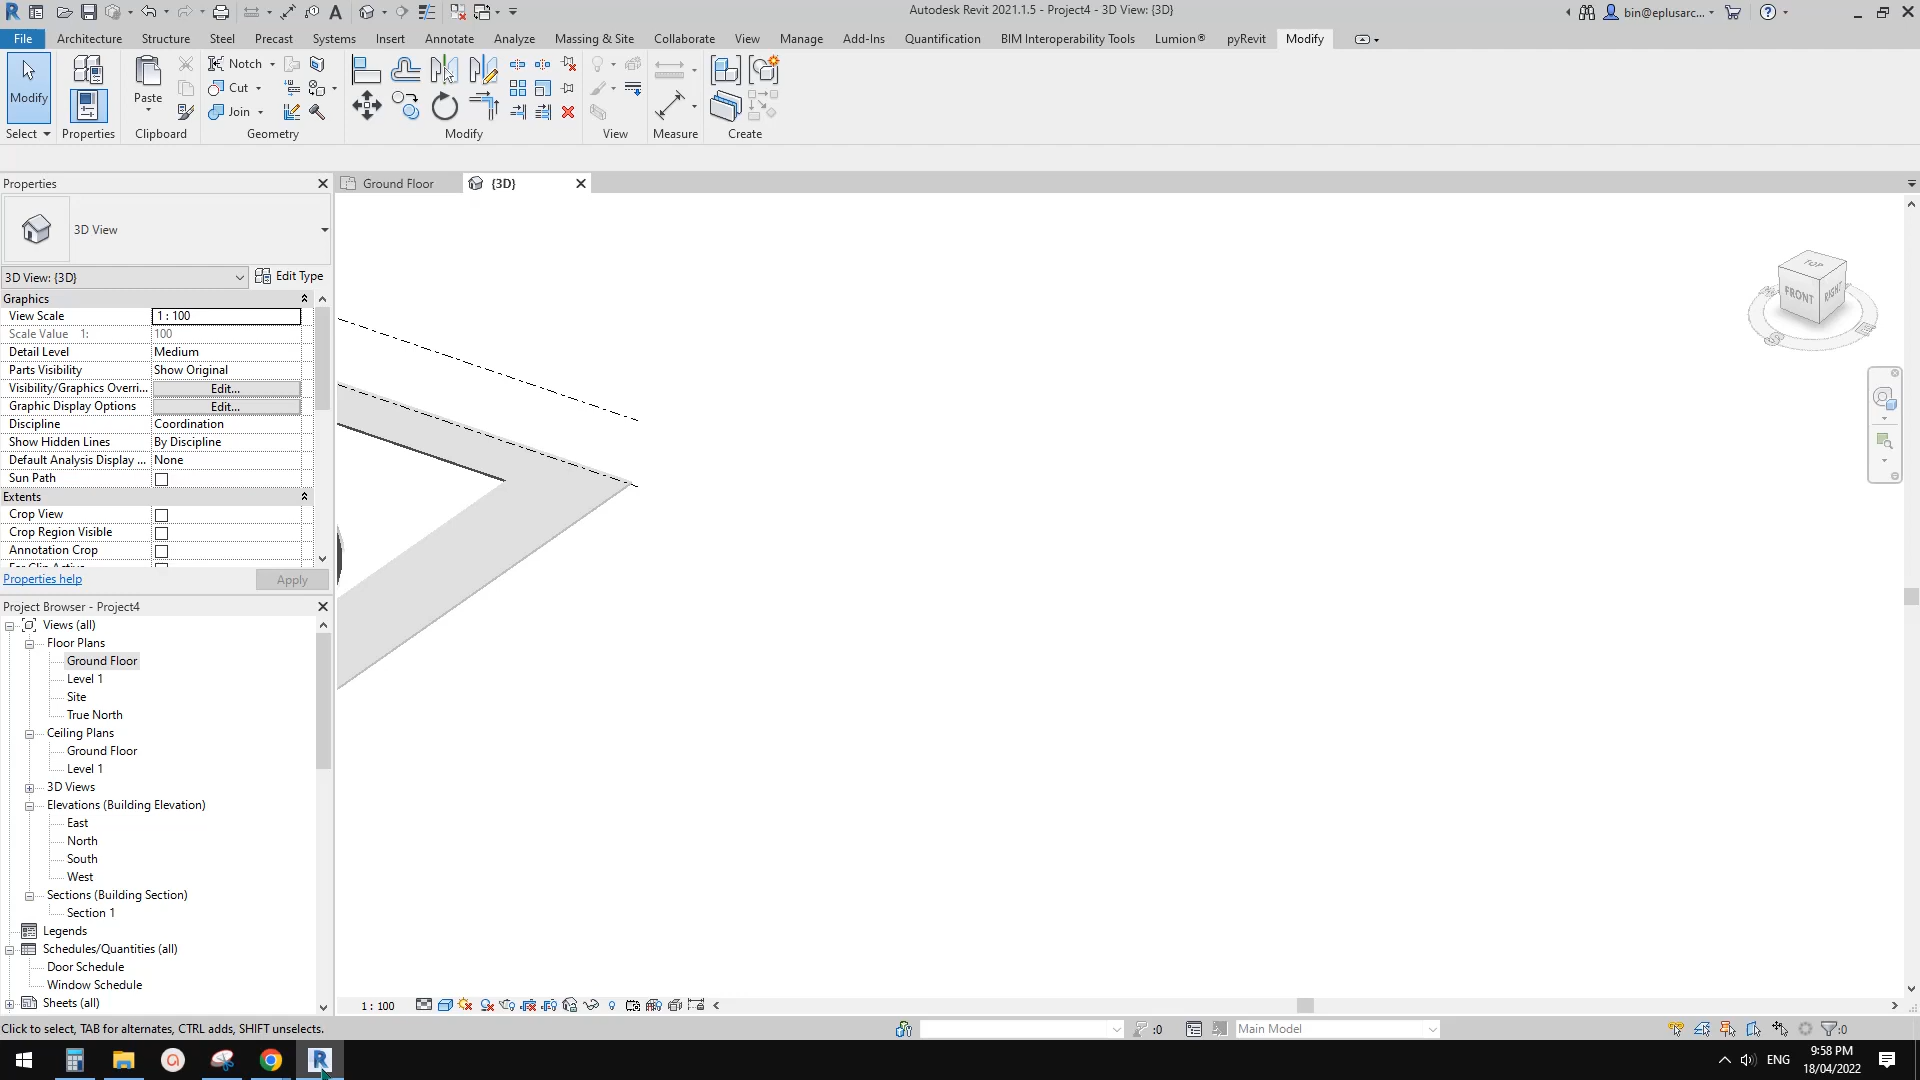 Autodesk Revit 2021.1.5 - Project4 - 3D View: {3D}
bin@eplusarc...
File Architecture Structure Steel Precast Systems Insert Annotate Analyze Massing & Site Collaborate View Manage Add-Ins Quantification BIM Interoperability Tools Lumion® pyRevit Modify
Modify
Paste
Notch
Cut
Join
Select Properties Clipboard Geometry Modify View Measure Create
Properties
Ground Floor
{3D}
3D View
3D View: {3D}
Edit Type
Graphics
View Scale 1 : 100
Scale Value 1: 100
Detail Level Medium
Parts Visibility Show Original
Visibility/Graphics Overri... Edit...
Graphic Display Options Edit...
Discipline Coordination
Show Hidden Lines By Discipline
Default Analysis Display ... None
Sun Path
Extents
Crop View
Crop Region Visible
Annotation Crop
Properties help
Apply
TOP
FRONT
RIGHT
S
E
Project Browser - Project4
Views (all)
Floor Plans
Ground Floor
Level 1
Site
True North
Ceiling Plans
Ground Floor
Level 1
3D Views
Elevations (Building Elevation)
East
North
South
West
Sections (Building Section)
Section 1
Legends
Schedules/Quantities (all)
Door Schedule
Window Schedule
Sheets (all)
1 : 100
Click to select, TAB for alternates, CTRL adds, SHIFT unselects.
:0
Main Model
:0
ENG
9:58 PM
18/04/2022